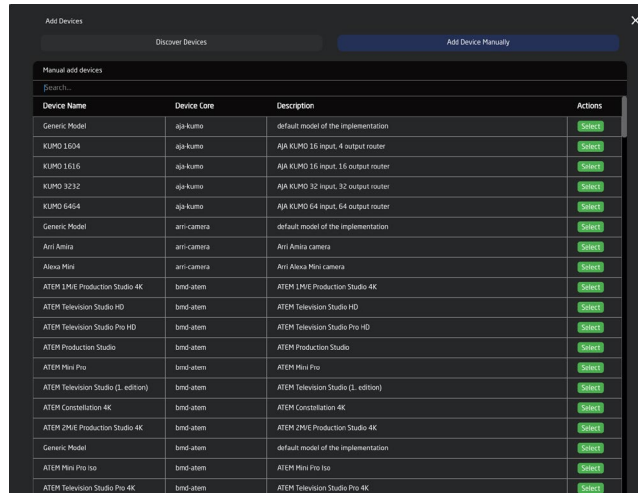 Add Devices
Discover Devices Add Device Manually
Manual add devices
Search...
Device Name Device Core Description Actions
Generic Model aja-kumo default model of the implementation Select
KUMO 1604 aja-kumo AJA KUMO 16 input, 4 output router Select
KUMO 1616 aja-kumo AJA KUMO 16 input, 16 output router Select
KUMO 3232 aja-kumo AJA KUMO 32 input, 32 output router Select
KUMO 6464 aja-kumo AJA KUMO 64 input, 64 output router Select
Generic Model arri-camera default model of the implementation Select
Arri Amira arri-camera Arri Amira camera Select
Alexa Mini arri-camera Arri Alexa Mini camera Select
ATEM 1M/E Production Studio 4K bmd-atem ATEM 1M/E Production Studio 4K Select
ATEM Television Studio HD bmd-atem ATEM Television Studio HD Select
ATEM Television Studio Pro HD bmd-atem ATEM Television Studio Pro HD Select
ATEM Production Studio bmd-atem ATEM Production Studio Select
ATEM Mini Pro bmd-atem ATEM Mini Pro Select
ATEM Television Studio (1. edition) bmd-atem ATEM Television Studio (1. edition) Select
ATEM Constellation 4K bmd-atem ATEM Constellation 4K Select
ATEM 2M/E Production Studio 4K bmd-atem ATEM 2M/E Production Studio 4K Select
Generic Model bmd-atem default model of the implementation Select
ATEM Mini Pro Iso bmd-atem ATEM Mini Pro Iso Select
ATEM Television Studio Pro 4K bmd-atem ATEM Television Studio Pro 4K Select